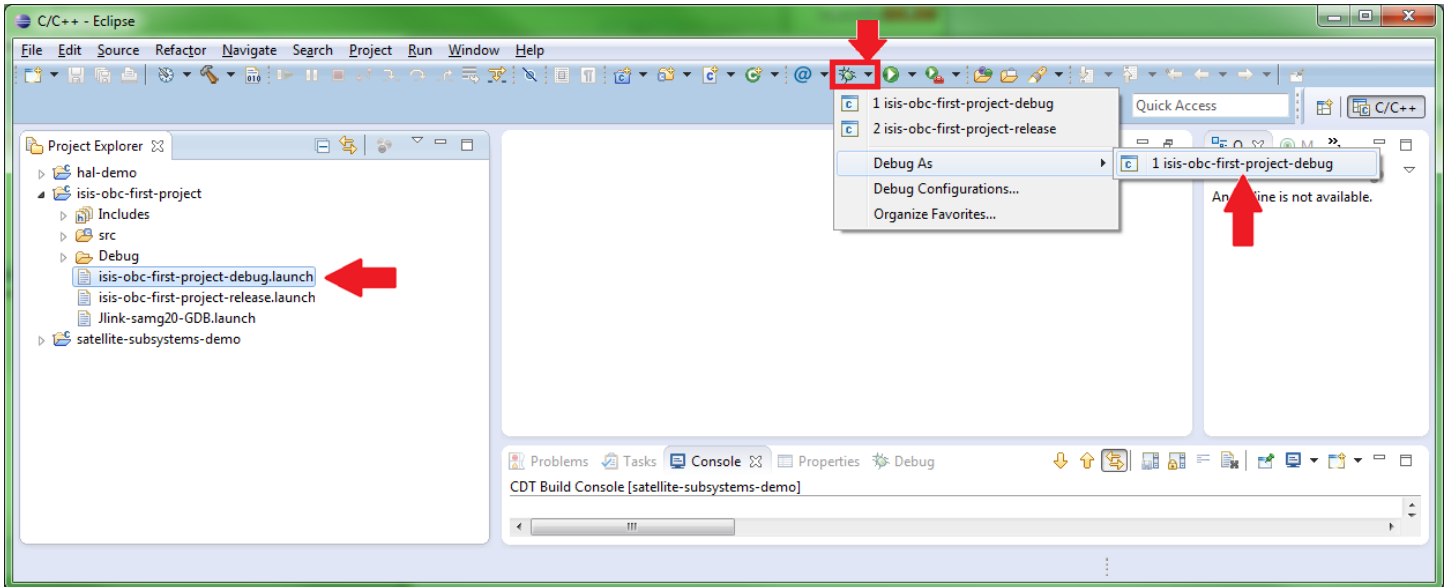 C/C++ - Eclipse
File Edit Source Refactor Navigate Search Project Run Window Help
1 isis-obc-first-project-debug
2 isis-obc-first-project-release
Debug As
1 isis-obc-first-project-debug
Debug Configurations...
Organize Favorites...
Quick Access
C/C++
Project Explorer
hal-demo
isis-obc-first-project
Includes
src
Debug
isis-obc-first-project-debug.launch
isis-obc-first-project-release.launch
Jlink-samg20-GDB.launch
satellite-subsystems-demo
An line is not available.
Problems Tasks Console Properties Debug
CDT Build Console [satellite-subsystems-demo]